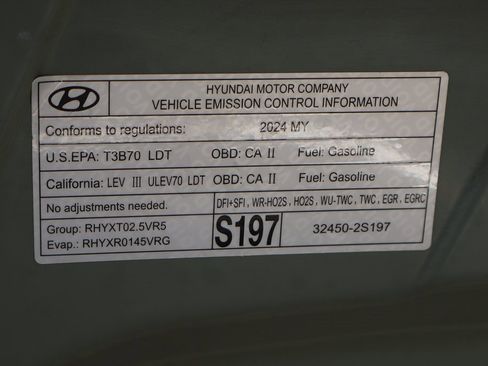 HYUNDAI MOTOR COMPANY
VEHICLE EMISSION CONTROL INFORMATION
Conforms to regulations: 2024 MY
U.S.EPA: T3B70 LDT OBD: CA II Fuel: Gasoline
California: LEV III ULEV70 LDT OBD: CA II Fuel: Gasoline
No adjustments needed. DFI+SFI, WR-HO2S, HO2S, WU-TWC, TWC, EGR, EGRC
Group: RHYXT02.5VR5
Evap.: RHYXR0145VRG
S197
32450-2S197